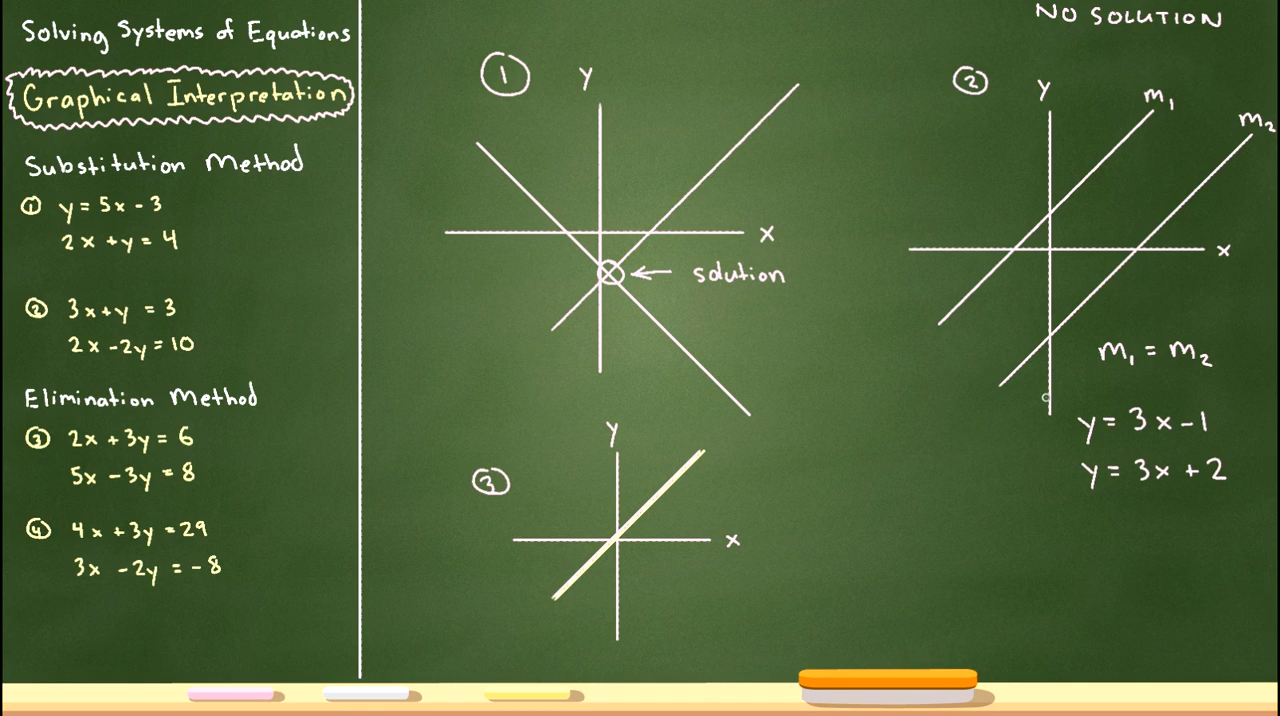 Solving Systems of Equations
Graphical Interpretation
Substitution Method
① y = 5x - 3
2x + y = 4
② 3x + y = 3
2x - 2y = 10
Elimination Method
③ 2x + 3y = 6
5x - 3y = 8
④ 4x + 3y = 29
3x - 2y = -8
①
y
x
← solution
③
y
x
NO SOLUTION
②
y
m₁
m₂
x
m₁ = m₂
y = 3x - 1
y = 3x + 2